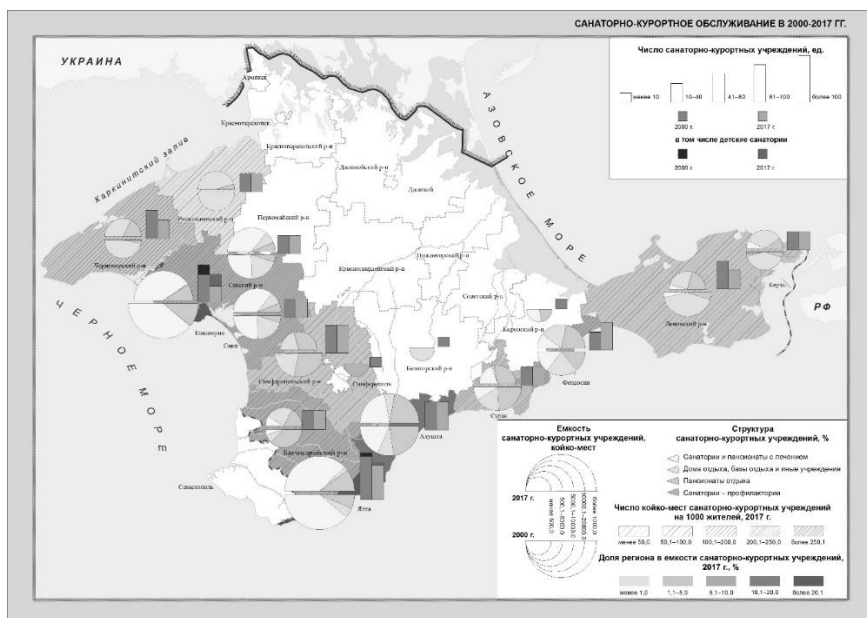 САНАТОРНО-КУРОРТНОЕ ОБСЛУЖИВАНИЕ В 2000-2017 ГГ.
УКРАИНА
Число санаторно-курортных учреждений, ед.
менее 10
10–40
41–80
81–100
более 100
2000 г.
2017 г.
в том числе детские санатории
2000 г.
2017 г.
Армянск
АЗОВСКОЕ МОРЕ
Красноперекопск
Красноперекопский р-н
Каркинитский залив
Джанкойский р-н
Джанкой
Раздольненский р-н
Первомайский р-н
Черноморский р-н
Нижнегорский р-н
Красногвардейский р-н
Сакский р-н
Советский р-н
Керчь
Ленинский р-н
РФ
ЧЕРНОЕ МОРЕ
Евпатория
Саки
Кировский р-н
Белогорский р-н
Симферополь
Симферопольский р-н
Феодосия
Судак
Алушта
Бахчисарайский р-н
Севастополь
Ялта
Емкость
санаторно-курортных учреждений,
койко-мест
2017 г.
2000 г.
Структура
санаторно-курортных учреждений, %
Санатории и пансионаты с лечением
Дома отдыха, базы отдыха и иные учреждения
Пансионаты отдыха
Санатории – профилактории
Число койко-мест санаторно-курортных учреждений
на 1000 жителей, 2017 г.
менее 50,0
50,1–100,0
100,1–200,0
200,1–250,0
более 250,1
Доля региона в емкости санаторно-курортных учреждений,
2017 г., %
менее 1,0
1,1–5,0
5,1–10,0
более 20,1